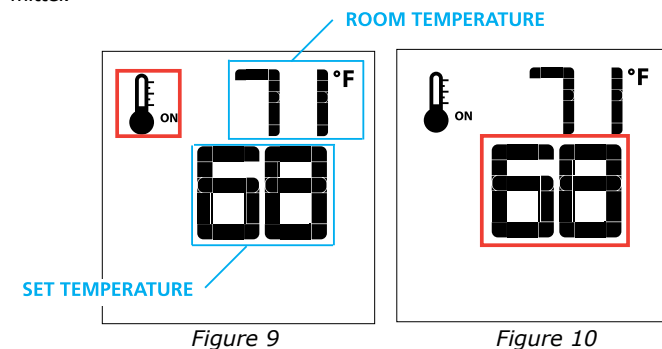 ROOM TEMPERATURE
ON 71 °F
68
SET TEMPERATURE
Figure 9
ON 71 °F
68
Figure 10